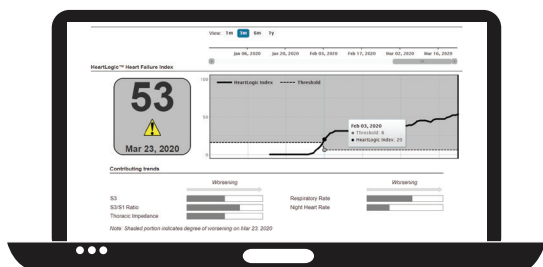 View: 1m 3m 6m 1y
Jan 06, 2020 Jan 20, 2020 Feb 03, 2020 Feb 17, 2020 Mar 02, 2020 Mar 16, 2020
HeartLogic™ Heart Failure Index
53
Mar 23, 2020
100
50
0
HeartLogic Index Threshold
Feb 03, 2020
Threshold: 6
HeartLogic Index: 20
Contributing trends
Worsening Worsening
S3 Respiratory Rate
S3/S1 Ratio Night Heart Rate
Thoracic Impedance
Note: Shaded portion indicates degree of worsening on Mar 23, 2020